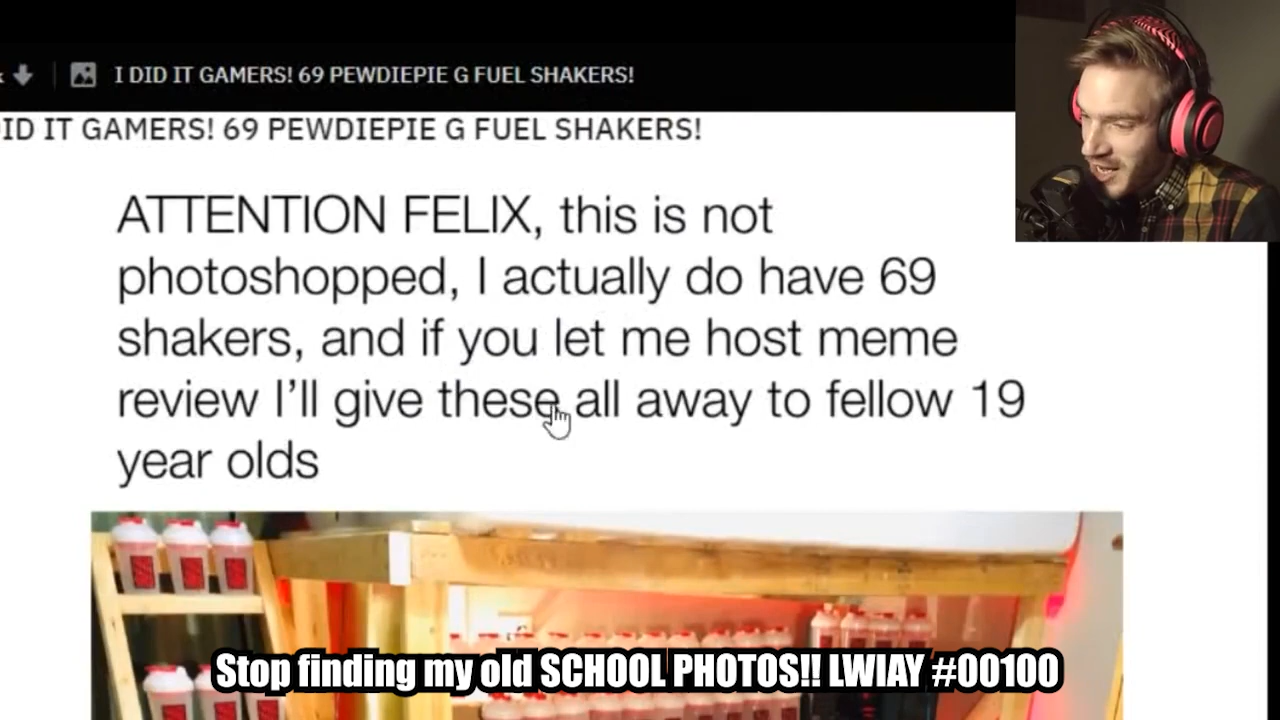 I DID IT GAMERS! 69 PEWDIEPIE G FUEL SHAKERS!
DID IT GAMERS! 69 PEWDIEPIE G FUEL SHAKERS!
ATTENTION FELIX, this is not
photoshopped, I actually do have 69
shakers, and if you let me host meme
review I’ll give these all away to fellow 19
year olds
Stop finding my old SCHOOL PHOTOS!! LWIAY #00100